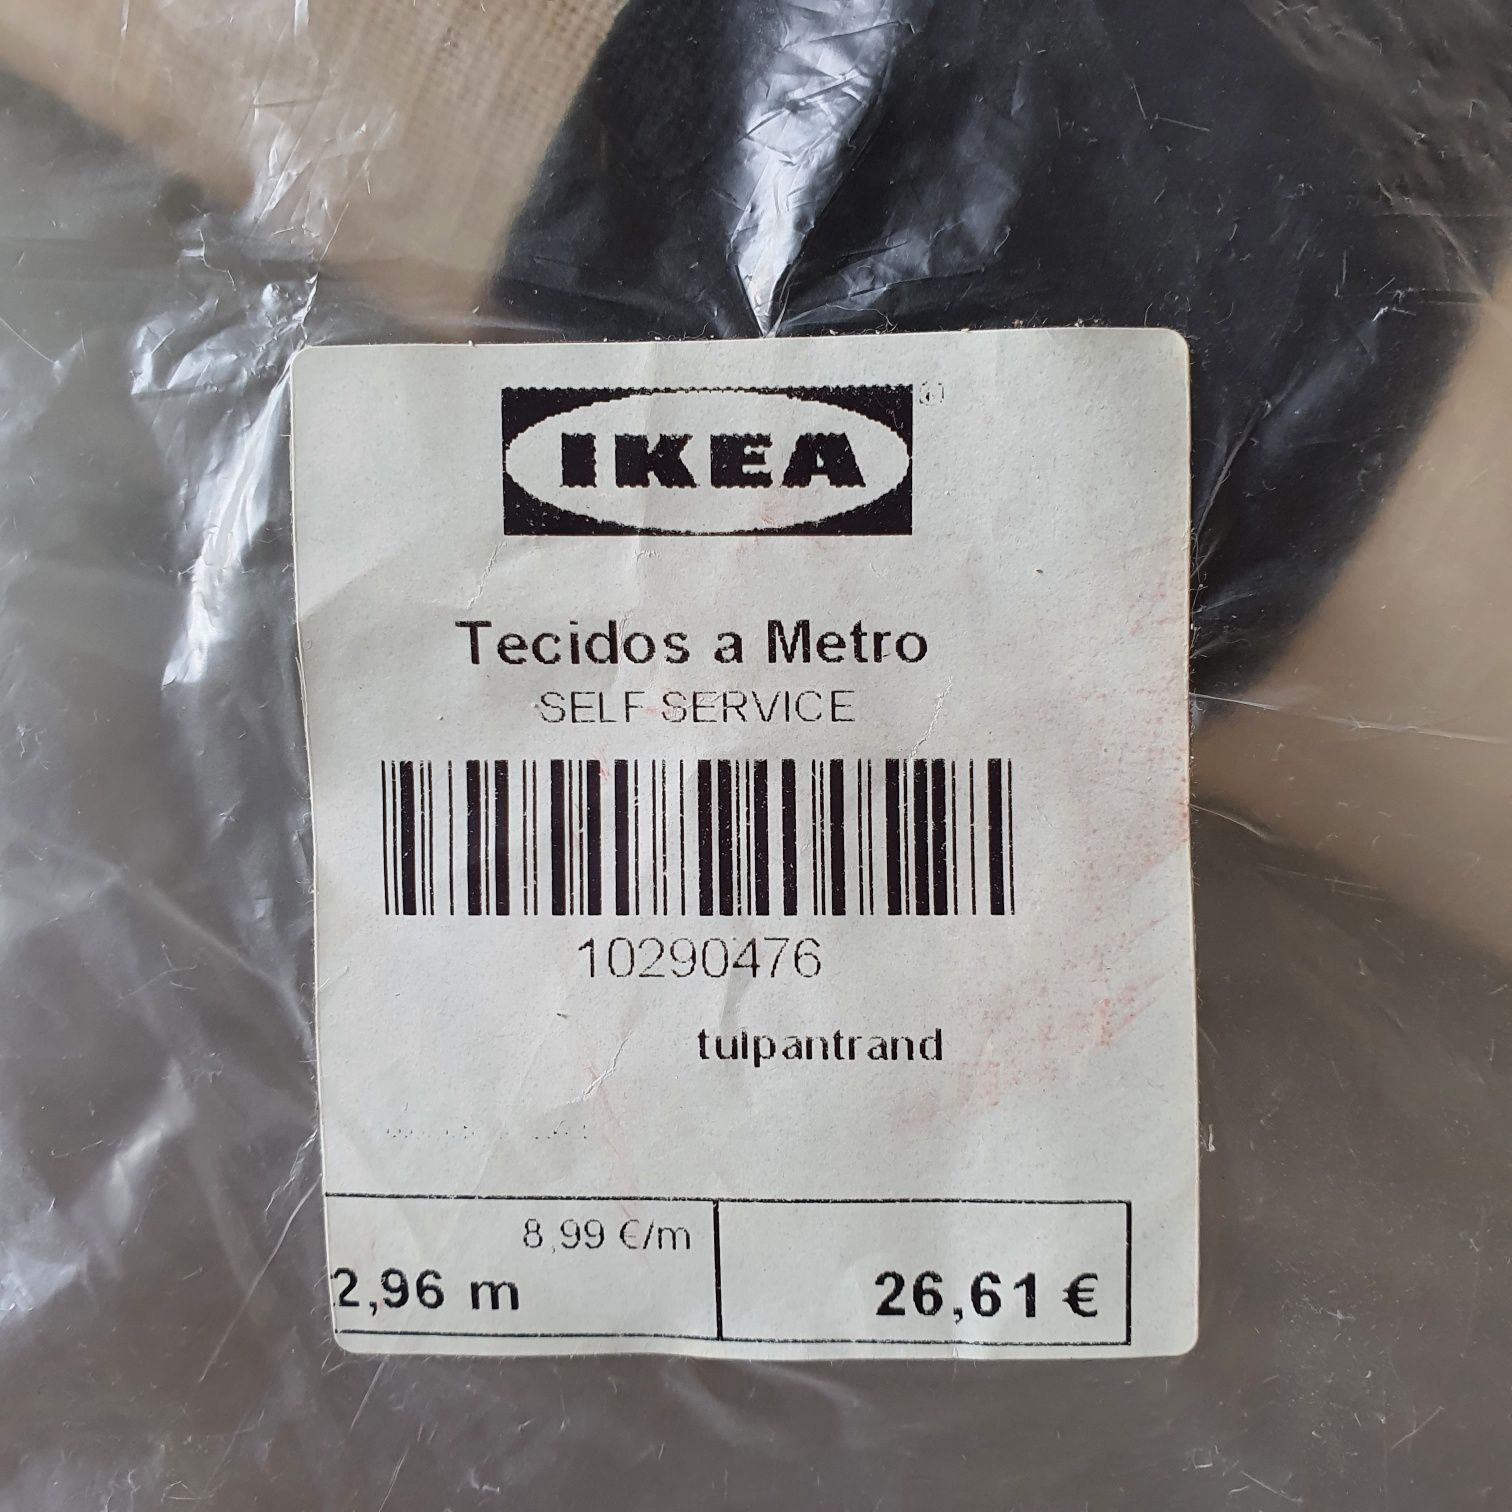 IKEA
Tecidos a Metro
SELF SERVICE
10290476
tulpantrand
8,99 €/m
2,96 m
26,61 €